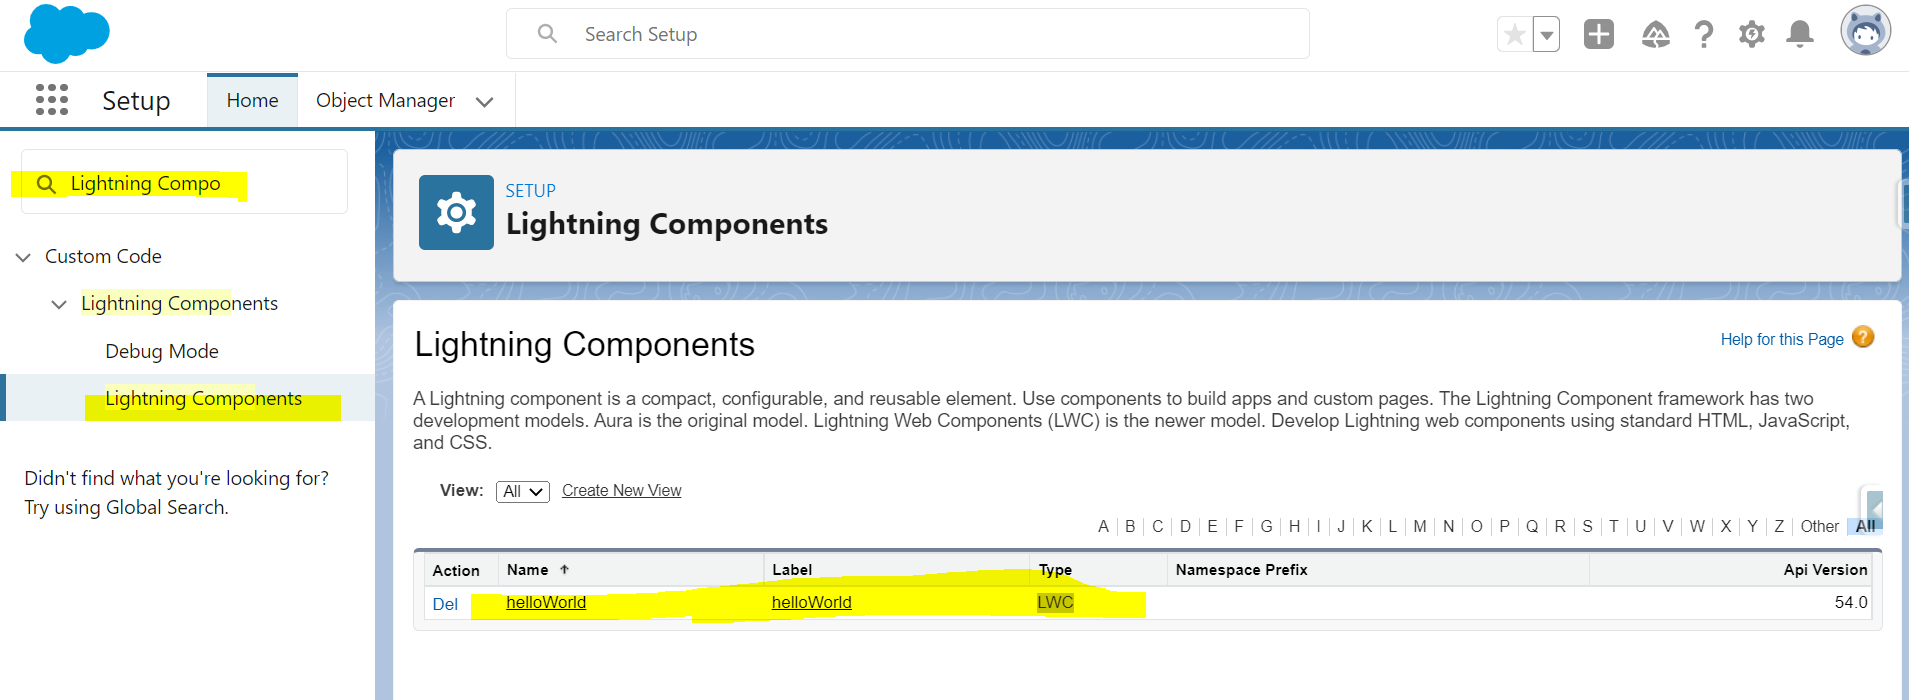 Search Setup
Setup
Home
Object Manager
Lightning Compo
Custom Code
Lightning Components
Debug Mode
Lightning Components
Didn't find what you're looking for?
Try using Global Search.
SETUP
Lightning Components
Lightning Components
Help for this Page ?
A Lightning component is a compact, configurable, and reusable element. Use components to build apps and custom pages. The Lightning Component framework has two
development models. Aura is the original model. Lightning Web Components (LWC) is the newer model. Develop Lightning web components using standard HTML, JavaScript,
and CSS.
View: All Create New View
A B C D E F G H I J K L M N O P Q R S T U V W X Y Z Other All
Action Name Label Type Namespace Prefix Api Version
Del helloWorld helloWorld LWC 54.0